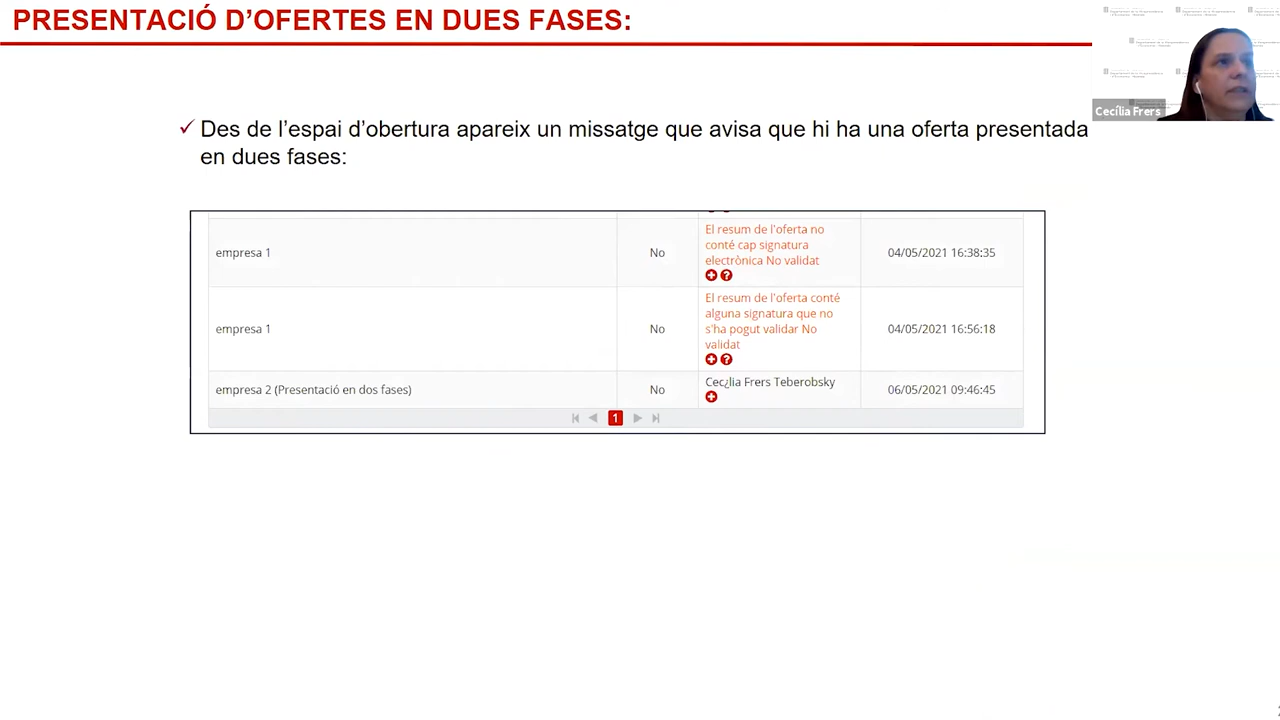 PRESENTACIÓ D'OFERTES EN DUES FASES:
Cecília Frers
✓ Des de l'espai d'obertura apareix un missatge que avisa que hi ha una oferta presentada
en dues fases:
empresa 1
No
El resum de l'oferta no
conté cap signatura
electrònica No validat
04/05/2021 16:38:35
empresa 1
No
El resum de l'oferta conté
alguna signatura que no
s'ha pogut validar No
validat
04/05/2021 16:56:18
empresa 2 (Presentació en dos fases)
No
Cec¿lia Frers Teberobsky
06/05/2021 09:46:45
1